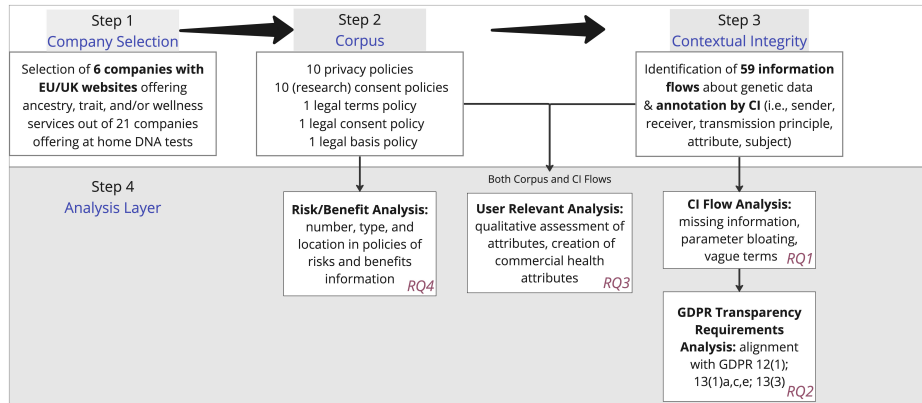 Step 1
Company Selection
Selection of 6 companies with
EU/UK websites offering
ancestry, trait, and/or wellness
services out of 21 companies
offering at home DNA tests
Step 2
Corpus
10 privacy policies
10 (research) consent policies
1 legal terms policy
1 legal consent policy
1 legal basis policy
Step 3
Contextual Integrity
Identification of 59 information
flows about genetic data
& annotation by CI (i.e., sender,
receiver, transmission principle,
attribute, subject)
Step 4
Analysis Layer
Risk/Benefit Analysis:
number, type, and
location in policies of
risks and benefits
information
RQ4
Both Corpus and CI Flows
User Relevant Analysis:
qualitative assessment of
attributes, creation of
commercial health
attributes
RQ3
CI Flow Analysis:
missing information,
parameter bloating,
vague terms
RQ1
GDPR Transparency
Requirements
Analysis: alignment
with GDPR 12(1);
13(1)a,c,e; 13(3)
RQ2